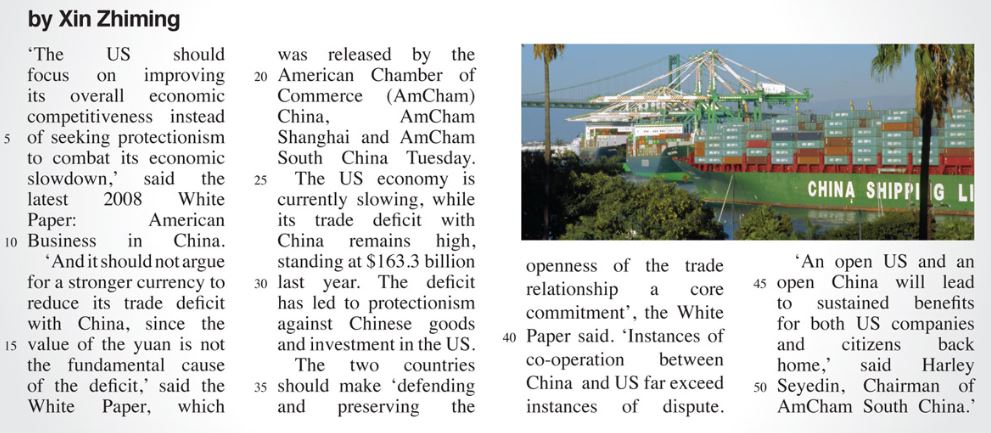 by Xin Zhiming
‘The US should
focus on improving
its overall economic
competitiveness instead
5 of seeking protectionism
to combat its economic
slowdown,’ said the
latest 2008 White
Paper: American
10 Business in China.
‘And it should not argue
for a stronger currency to
reduce its trade deficit
with China, since the
15 value of the yuan is not
the fundamental cause
of the deficit,’ said the
White Paper, which
was released by the
20 American Chamber of
Commerce (AmCham)
China, AmCham
Shanghai and AmCham
South China Tuesday.
25 The US economy is
currently slowing, while
its trade deficit with
China remains high,
standing at $163.3 billion
30 last year. The deficit
has led to protectionism
against Chinese goods
and investment in the US.
The two countries
35 should make ‘defending
and preserving the
CHINA SHIPPING LI
openness of the trade
relationship a core
commitment’, the White
40 Paper said. ‘Instances of
co-operation between
China and US far exceed
instances of dispute.
‘An open US and an
45 open China will lead
to sustained benefits
for both US companies
and citizens back
home,’ said Harley
50 Seyedin, Chairman of
AmCham South China.’